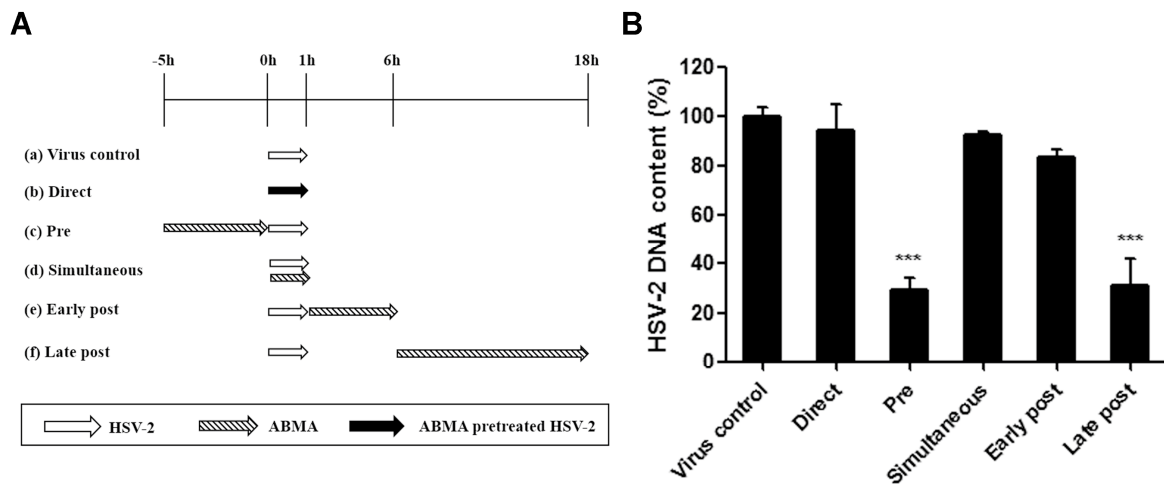 A
-5h 0h 1h 6h 18h
(a) Virus control
(b) Direct
(c) Pre
(d) Simultaneous
(e) Early post
(f) Late post
HSV-2 ABMA ABMA pretreated HSV-2
B
HSV-2 DNA content (%)
120
100
80
60
40
20
0
***
***
Virus control
Direct
Pre
Simultaneous
Early post
Late post